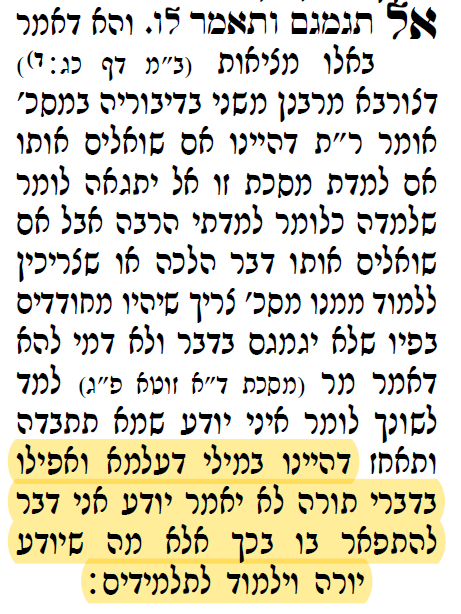 אל תגמגם ותאמר לו. והא דאמר
באלו מציאות (ב״מ דף כג: ד)
דצורבא מרבנן משני בדיבוריה במסכ׳
אומר ר״ת דהיינו אם שואלים אותו
אם למדת מסכת זו אל יתגאה לומר
שלמדה כלומר למדתי הרבה אבל אם
שואלים אותו דבר הלכה או שצריכין
ללמוד ממנו מסכ׳ צריך שיהיו מחודדים
בפיו שלא יגמגם בדבר ולא דמי להא
דאמר מר (מסכת ד״א זוטא פ״ג) למד
לשונך לומר איני יודע שמא תתבדה
ותאחז דהיינו במילי דעלמא ואפילו
בדברי תורה לא יאמר יודע אני דבר
להתפאר בו בכך אלא מה שיודע
יורה וילמוד לתלמידים: